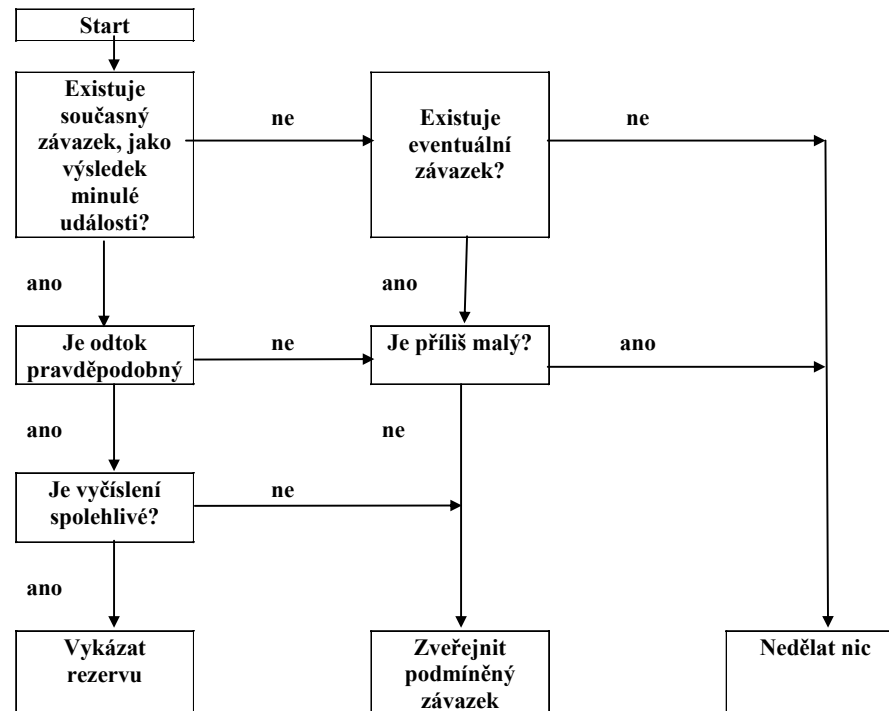 Start
Existuje
současný
závazek, jako
výsledek
minulé
události?
ne
Existuje
eventuální
závazek?
ne
ano
ano
Je odtok
pravděpodobný
ne
Je příliš malý?
ano
ano
ne
Je vyčíslení
spolehlivé?
ne
ano
Vykázat
rezervu
Zveřejnit
podmíněný
závazek
Nedělat nic